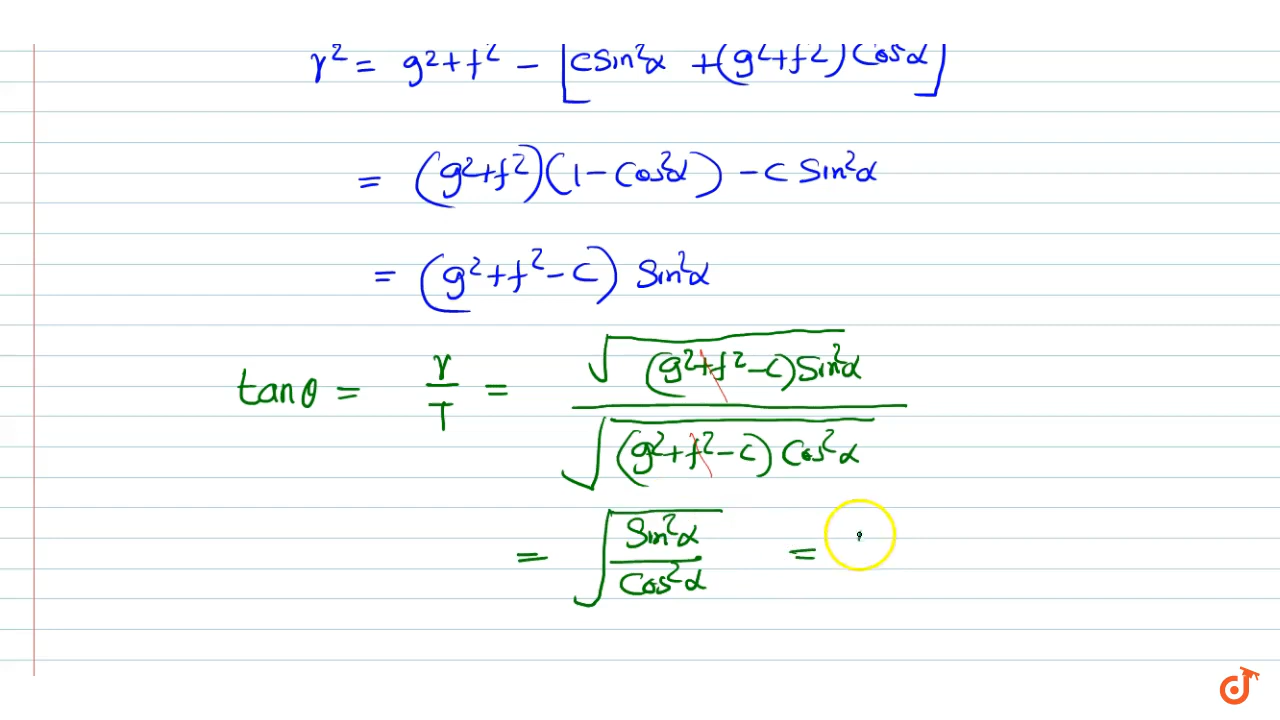 r² = g²+f² - [c Sin²α + (g²+f²) Cos²α]
= (g²+f²)(1 - Cos²α) - c Sin²α
= (g²+f²-c) Sin²α
tanθ = r/T = √((g²+f²-c) Sin²α) / √((g²+f²-c) Cos²α)
= √(Sin²α / Cos²α) =